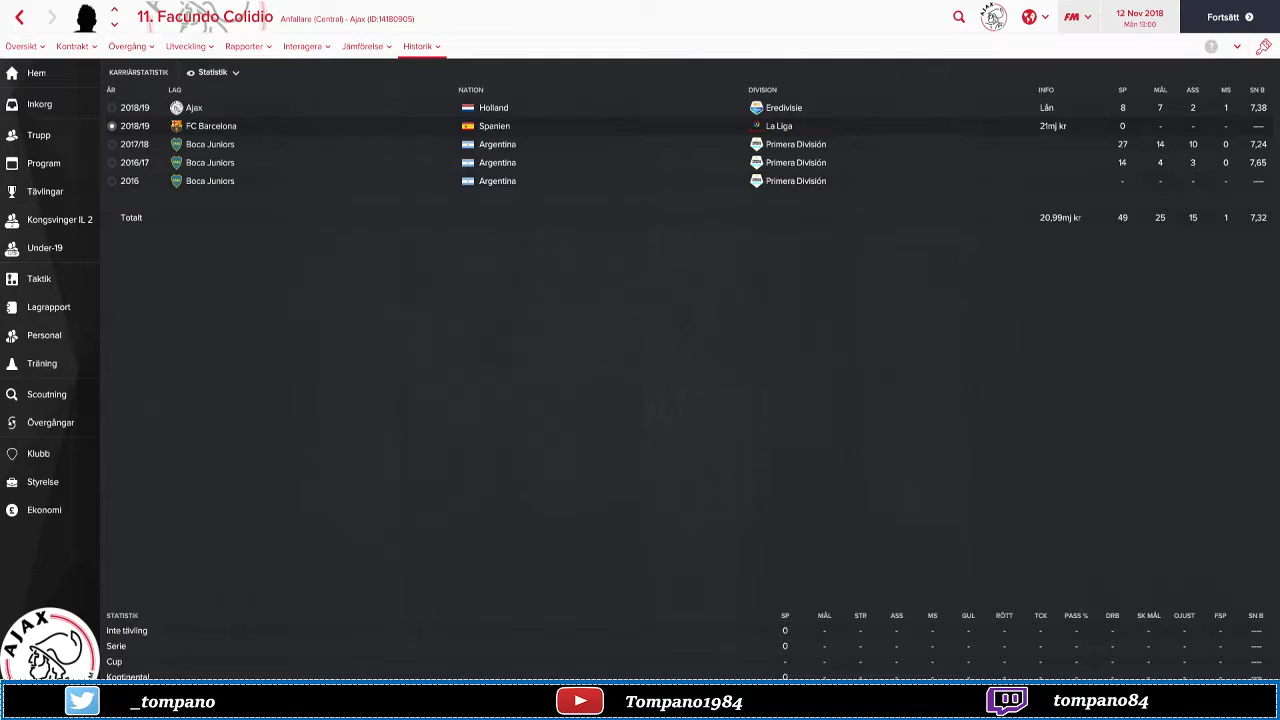 11. Facundo Colidio Anfallare (Central) - Ajax (ID:14180905) FM 12 Nov 2018 Mån 13:00 Fortsätt
Översikt Kontrakt Övergång Utveckling Rapporter Interagera Jämförelse Historik ?
Hem
Inkorg
Trupp
Program
Tävlingar
Kongsvinger IL 2
Under-19
Taktik
Lagrapport
Personal
Träning
Scoutning
Övergångar
Klubb
Styrelse
Ekonomi
KARRIÄRSTATISTIK Statistik
ÅR LAG NATION DIVISION INFO SP MÅL ASS MS SN B
2018/19 Ajax Holland Eredivisie Lån 8 7 2 1 7,38
2018/19 FC Barcelona Spanien La Liga 21mj kr 0 - - - ----
2017/18 Boca Juniors Argentina Primera División 27 14 10 0 7,24
2016/17 Boca Juniors Argentina Primera División 14 4 3 0 7,65
2016 Boca Juniors Argentina Primera División - - - - ----
Totalt 20,99mj kr 49 25 15 1 7,32
STATISTIK SP MÅL STR ASS MS GUL RÖTT TCK PASS % DRB SK MÅL OJUST FSP SN B
Inte tävling 0 - - - - - - - - - - - - ----
Serie 0 - - - - - - - - - - - - ----
Cup - - - - - - - - - - - - - ----
Kontinental 0 - - - - - - - - - - - - ----
AJAX
_tompano Tompano1984 tompano84